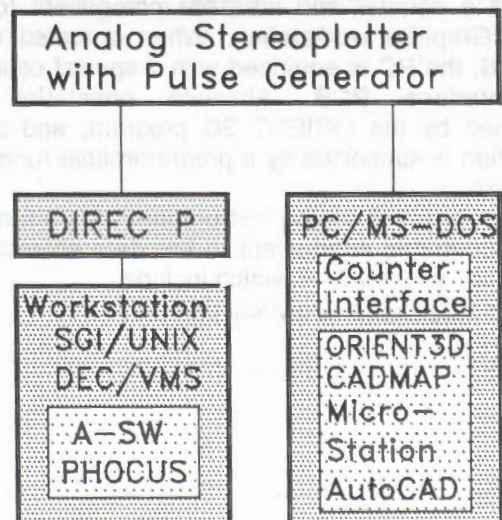 Analog Stereoplotter
with Pulse Generator
DIREC P
Workstation
SGI/UNIX
DEC/VMS
A-SW
PHOCUS
PC/MS-DOS
Counter
Interface
ORIENT3D
CADMAP
Micro-
Station
AutoCAD